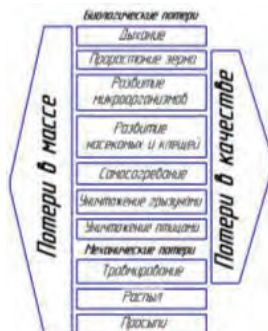 Биологические потери
Дыхание
Прорастание зерна
Развитие
микроорганизмов
Развитие
насекомых и клещей
Самосогревание
Уничтожение грызунами
Уничтожение птицами
Механические потери
Травмирование
Распыл
Просыпи
Потери в массе
Потери в качестве